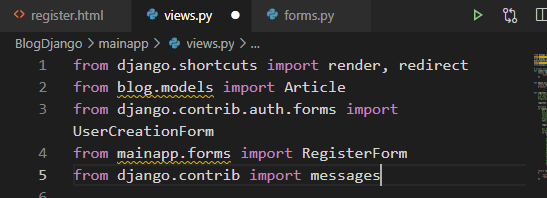 register.html views.py forms.py
BlogDjango > mainapp > views.py > ...
1 from django.shortcuts import render, redirect
2 from blog.models import Article
3 from django.contrib.auth.forms import
UserCreationForm
4 from mainapp.forms import RegisterForm
5 from django.contrib import messages
6